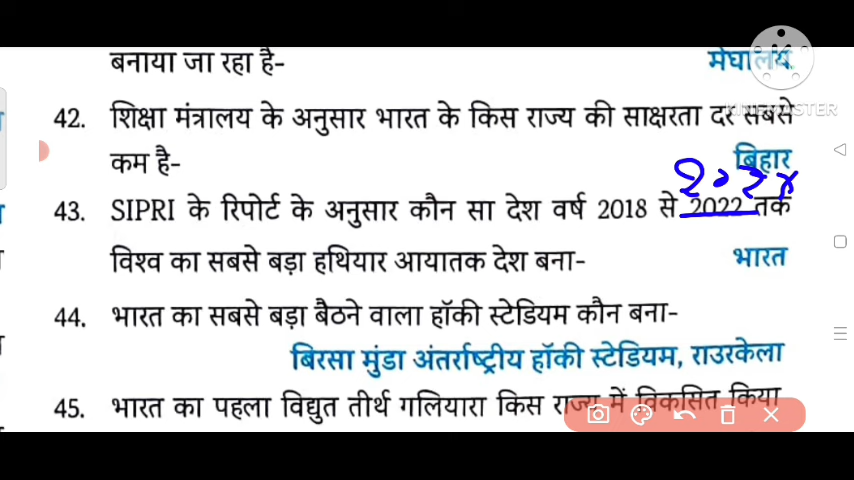 बनाया जा रहा है-
मेघालय
KINEMASTER
42. शिक्षा मंत्रालय के अनुसार भारत के किस राज्य की साक्षरता दर सबसे
कम है-
बिहार
43. SIPRI के रिपोर्ट के अनुसार कौन सा देश वर्ष 2018 से 2022 तक
विश्व का सबसे बड़ा हथियार आयातक देश बना-
भारत
44. भारत का सबसे बड़ा बैठने वाला हॉकी स्टेडियम कौन बना-
बिरसा मुंडा अंतर्राष्ट्रीय हॉकी स्टेडियम, राउरकेला
45. भारत का पहला विद्युत तीर्थ गलियारा किस राज्य में विकसित किया